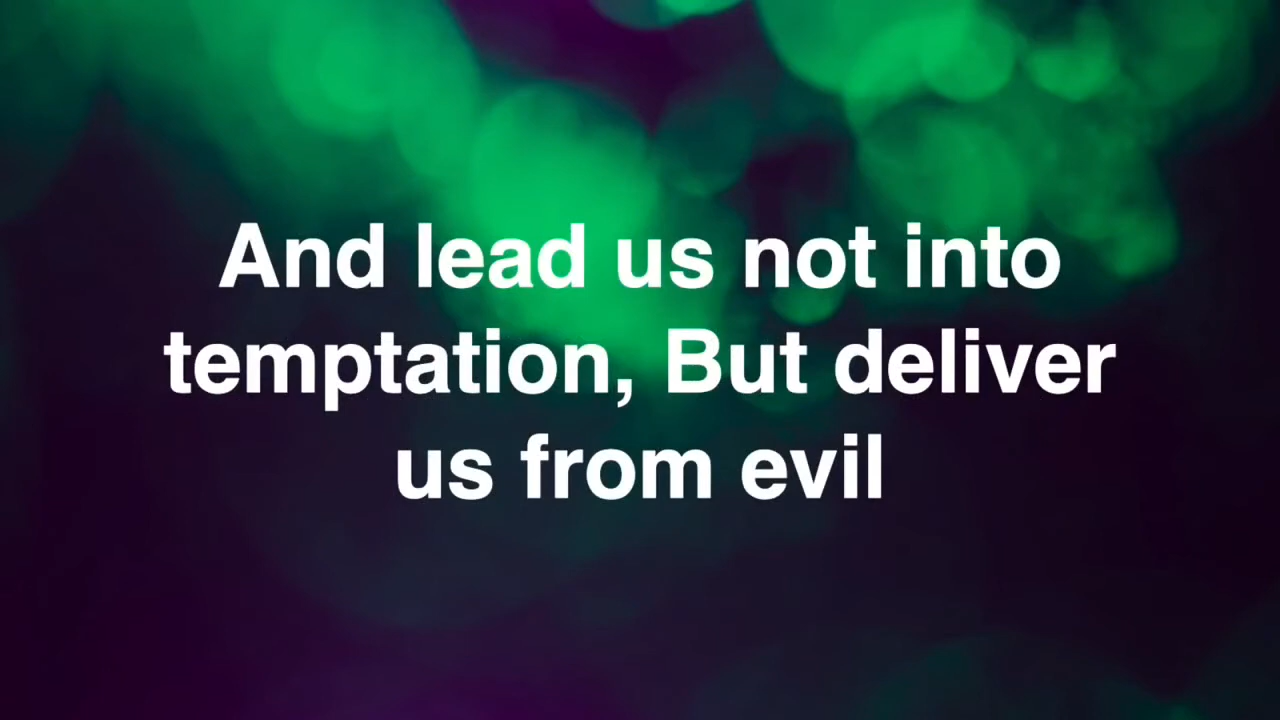 And lead us not into
temptation, But deliver
us from evil